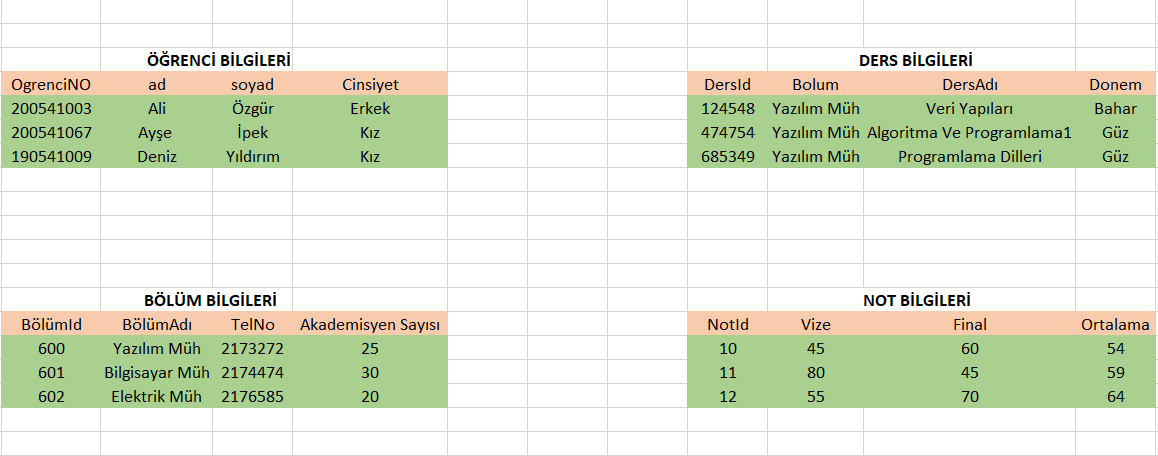 ÖĞRENCİ BİLGİLERİ
OgrenciNO ad soyad Cinsiyet
200541003 Ali Özgür Erkek
200541067 Ayşe İpek Kız
190541009 Deniz Yıldırım Kız
DERS BİLGİLERİ
DersId Bolum DersAdı Donem
124548 Yazılım Müh Veri Yapıları Bahar
474754 Yazılım Müh Algoritma Ve Programlama1 Güz
685349 Yazılım Müh Programlama Dilleri Güz
BÖLÜM BİLGİLERİ
BölümId BölümAdı TelNo Akademisyen Sayısı
600 Yazılım Müh 2173272 25
601 Bilgisayar Müh 2174474 30
602 Elektrik Müh 2176585 20
NOT BİLGİLERİ
NotId Vize Final Ortalama
10 45 60 54
11 80 45 59
12 55 70 64